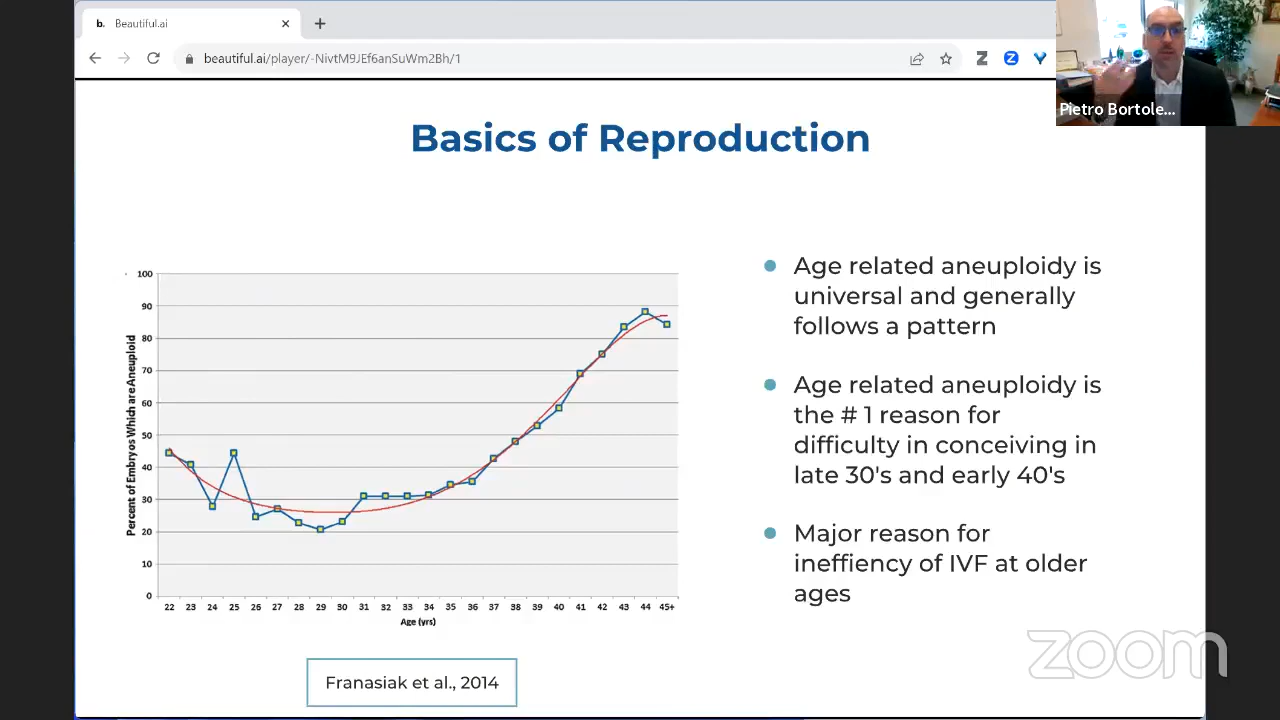 b. Beautiful.ai
beautiful.ai/player/-NivtM9JEf6anSuWm2Bh/1
Pietro Bortole...
Basics of Reproduction
Percent of Embryos Which are Aneuploid
100
90
80
70
60
50
40
30
20
10
0
22 23 24 25 26 27 28 29 30 31 32 33 34 35 36 37 38 39 40 41 42 43 44 45+
Age (yrs)
Franasiak et al., 2014
Age related aneuploidy is
universal and generally
follows a pattern
Age related aneuploidy is
the # 1 reason for
difficulty in conceiving in
late 30's and early 40's
Major reason for
ineffiency of IVF at older
ages
zoom